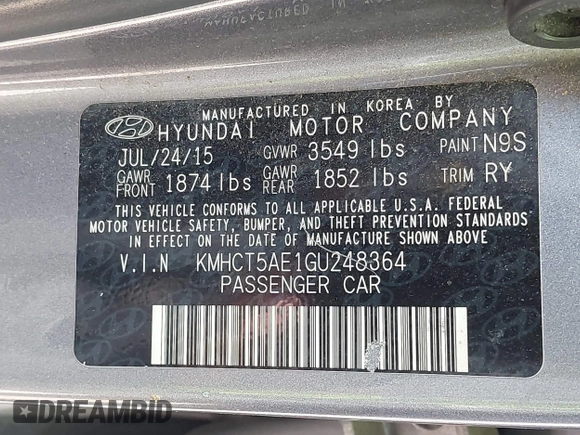 MANUFACTURED IN KOREA BY
HYUNDAI MOTOR COMPANY
JUL/24/15 GVWR 3549 lbs PAINT N9S
GAWR FRONT 1874 lbs GAWR REAR 1852 lbs TRIM RY
THIS VEHICLE CONFORMS TO ALL APPLICABLE U.S.A. FEDERAL
MOTOR VEHICLE SAFETY, BUMPER, AND THEFT PREVENTION STANDARDS
IN EFFECT ON THE DATE OF MANUFACTURE SHOWN ABOVE
V.I.N KMHCT5AE1GU248364
PASSENGER CAR
DREAMBID